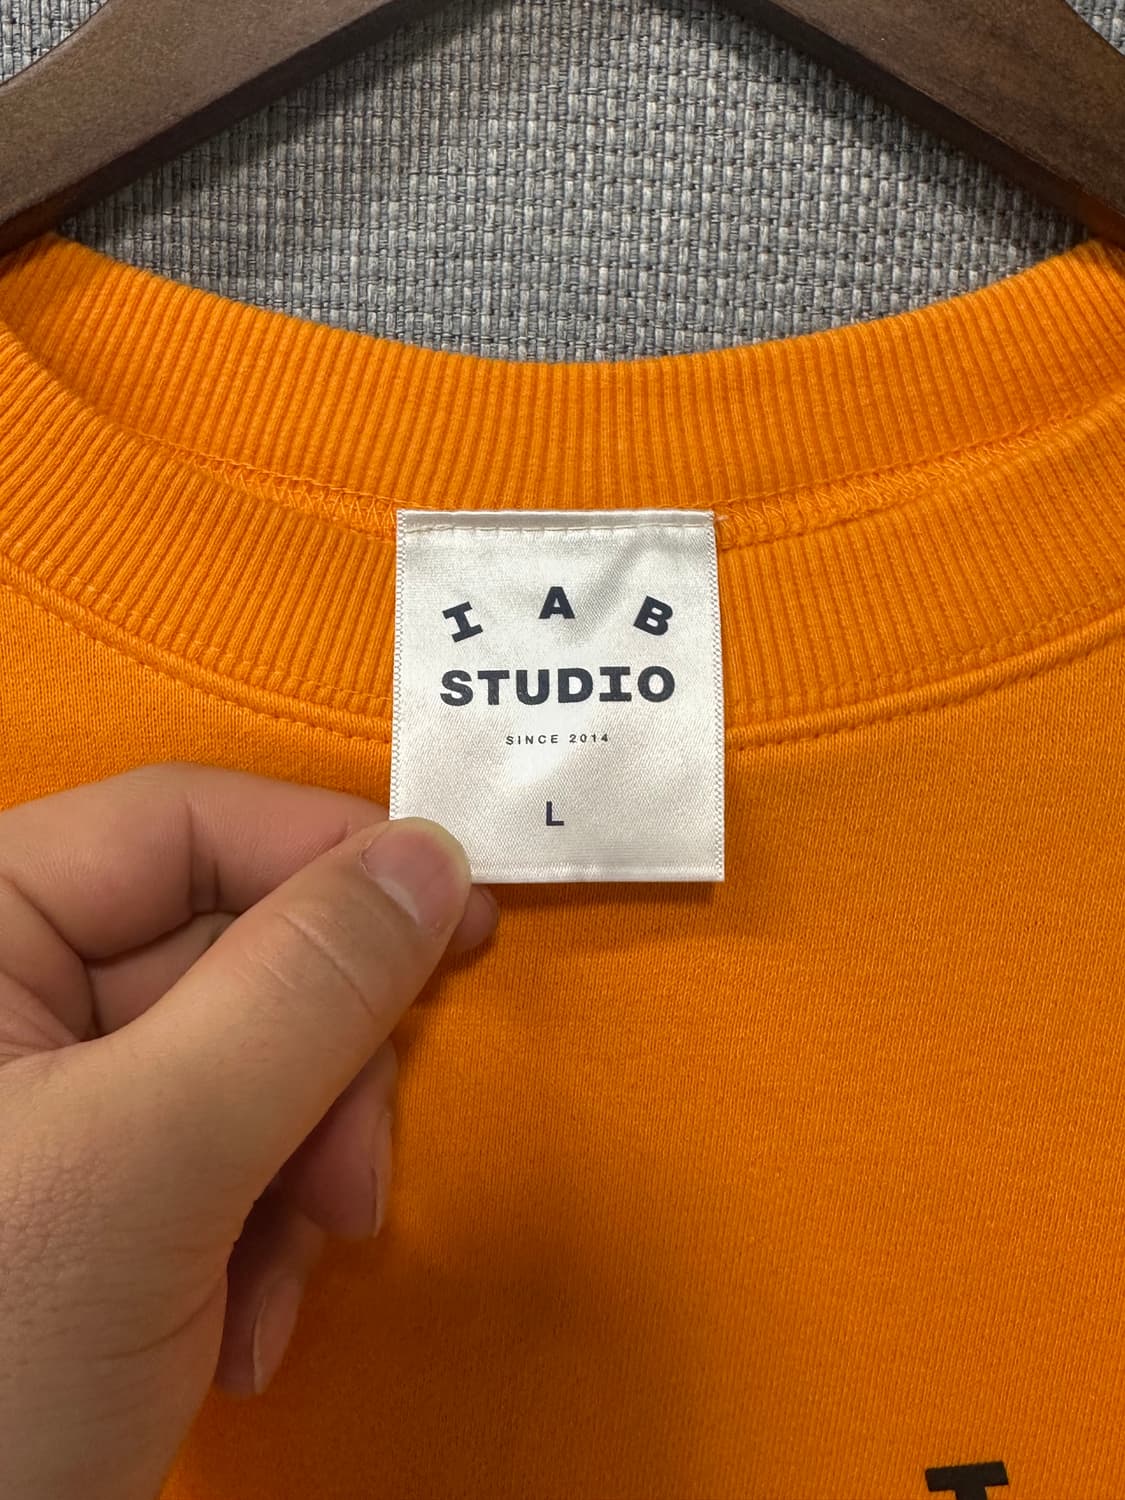 I A B
STUDIO
SINCE 2014
L